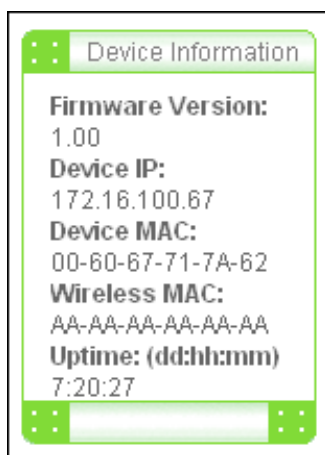 Device Information
Firmware Version:
1.00
Device IP:
172.16.100.67
Device MAC:
00-60-67-71-7A-62
Wireless MAC:
AA-AA-AA-AA-AA-AA
Uptime: (dd:hh:mm)
7:20:27